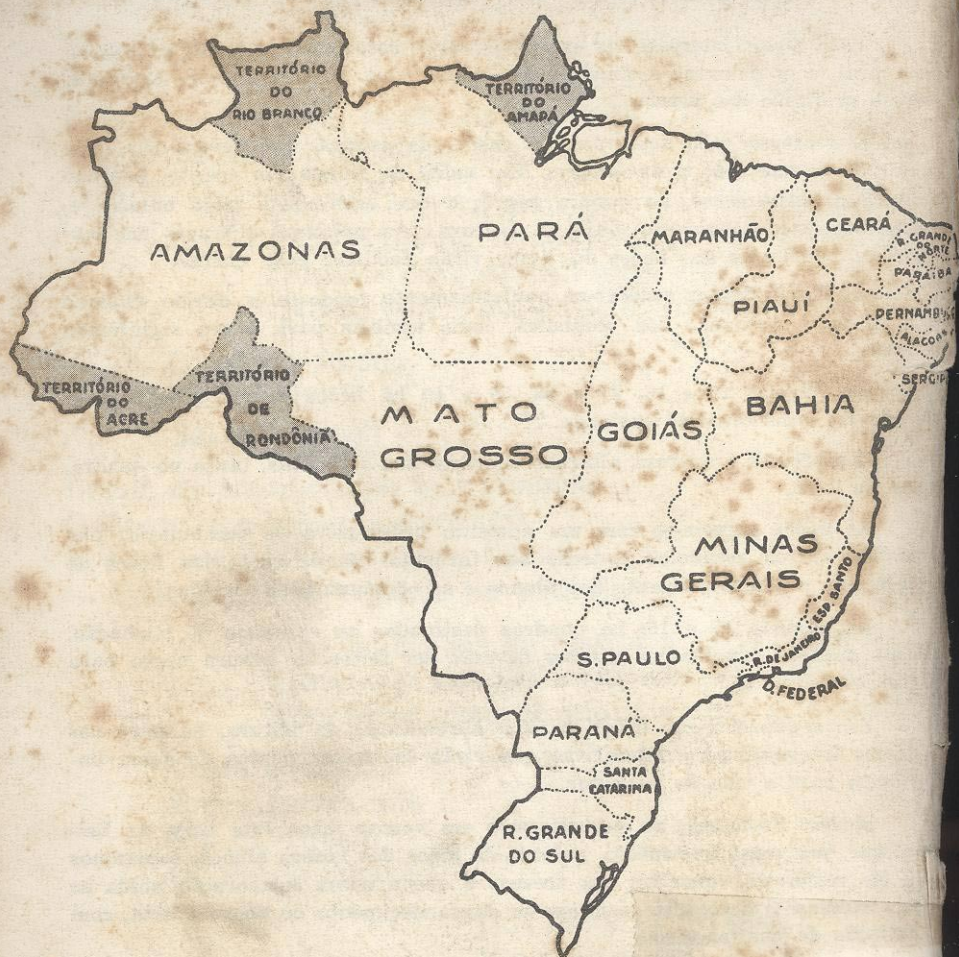 TERRITÓRIO
DO
RIO BRANCO
TERRITÓRIO
DO
AMAPÁ
AMAZONAS
PARÁ
MARANHÃO
CEARÁ
R. GRANDE
DO
NORTE
PARAÍBA
PIAUÍ
PERNAMB
ALAGOAS
SERGIP
TERRITÓRIO
DO
ACRE
TERRITÓRIO
DE
RONDÔNIA
MATO
GROSSO
GOIÁS
BAHIA
MINAS
GERAIS
ESP. SANTO
R. DE JANEIRO
D. FEDERAL
S. PAULO
PARANÁ
SANTA
CATARINA
R. GRANDE
DO SUL